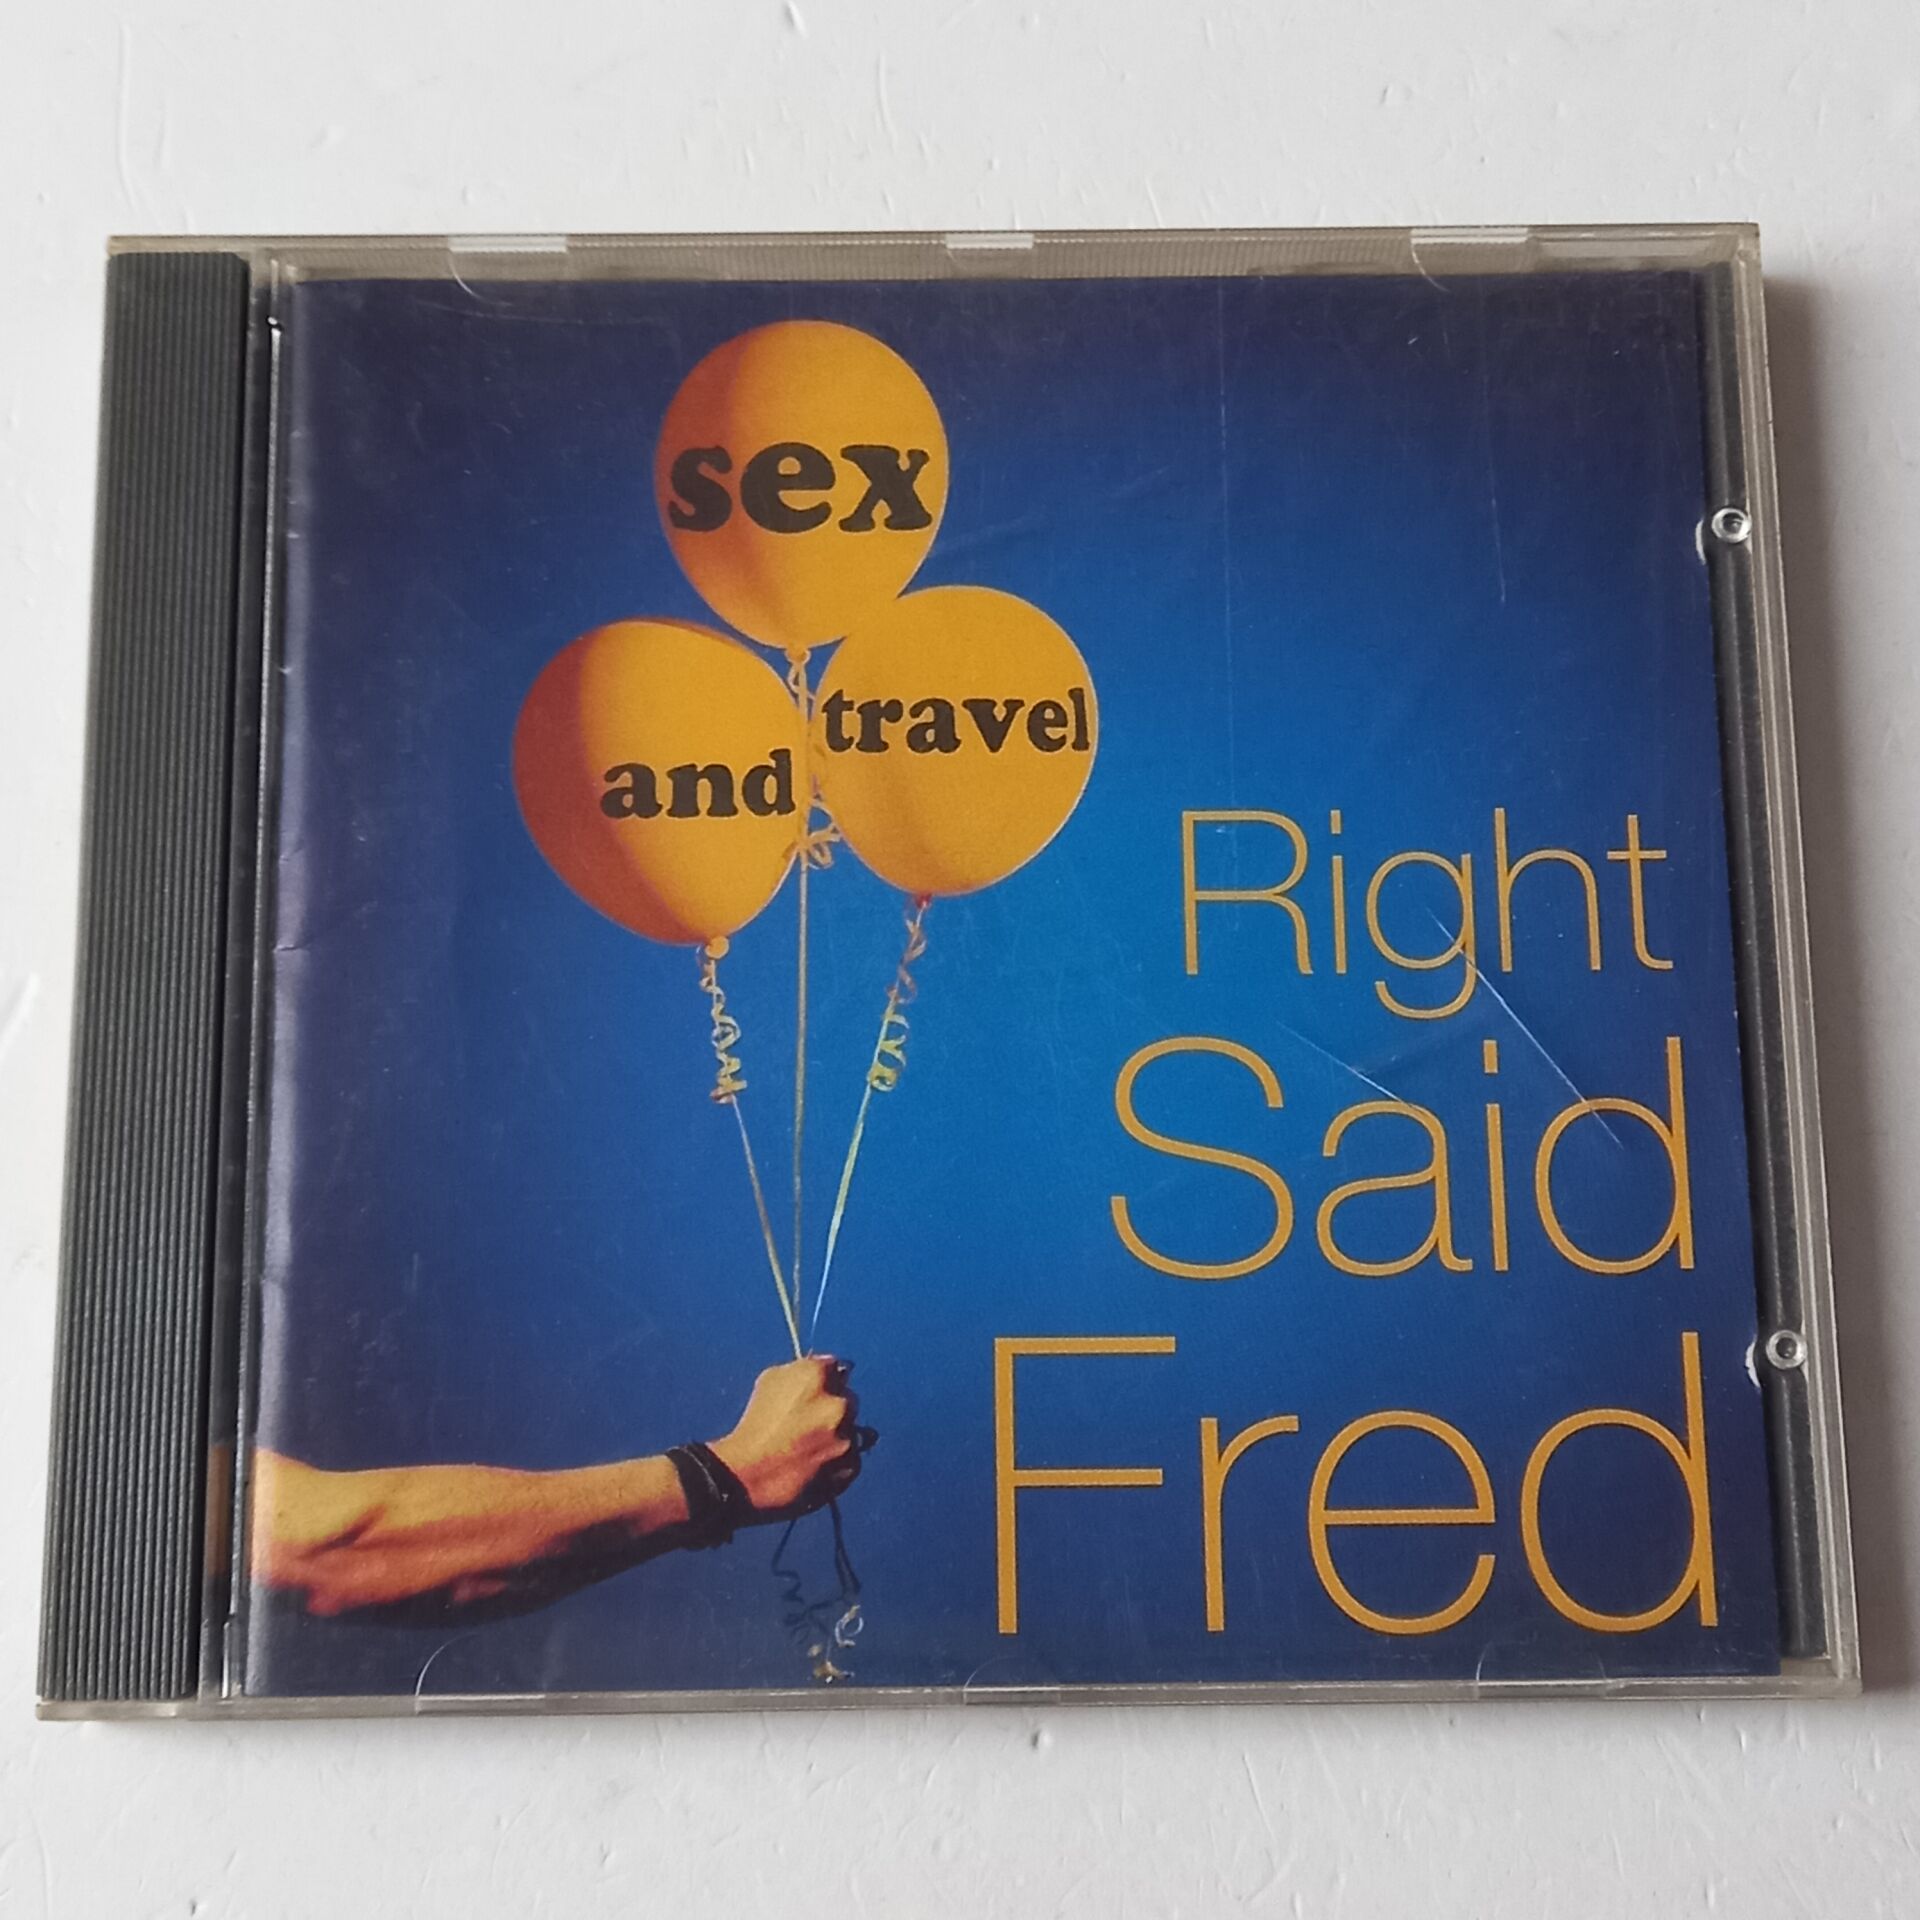 sex
and
travel
Right
Said
Fred